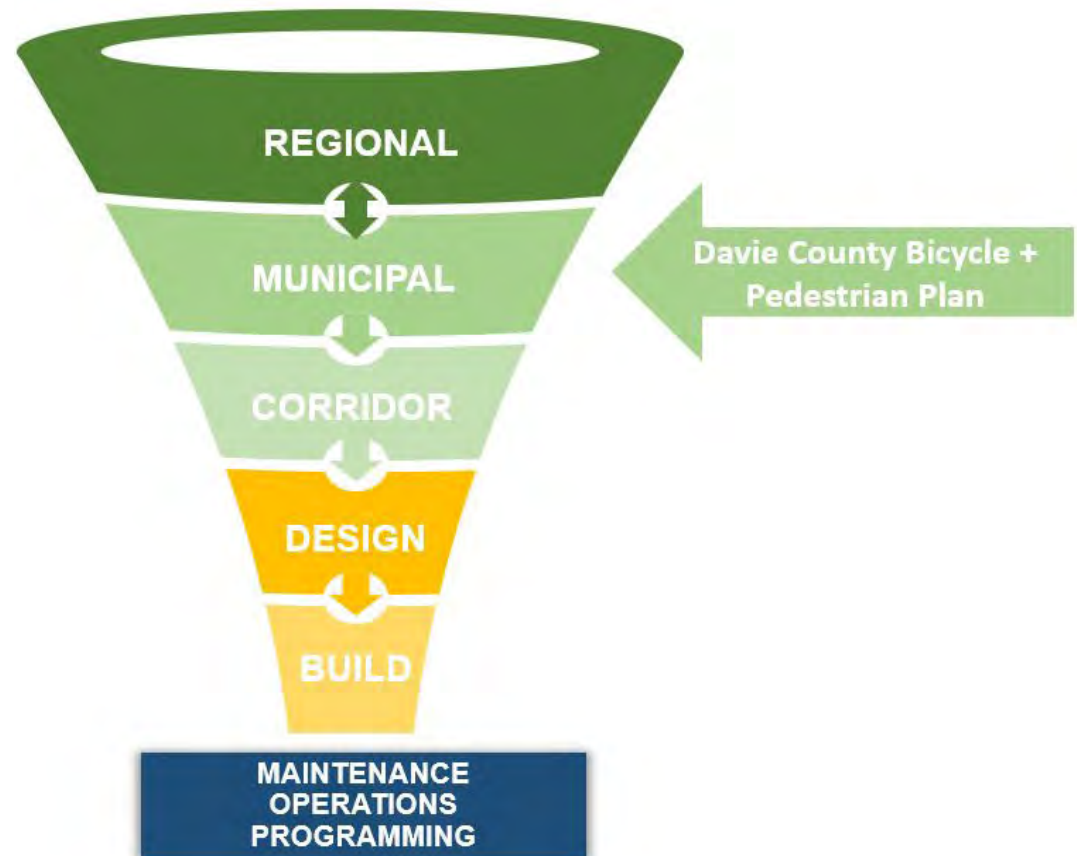 REGIONAL
MUNICIPAL
Davie County Bicycle +
Pedestrian Plan
CORRIDOR
DESIGN
BUILD
MAINTENANCE
OPERATIONS
PROGRAMMING